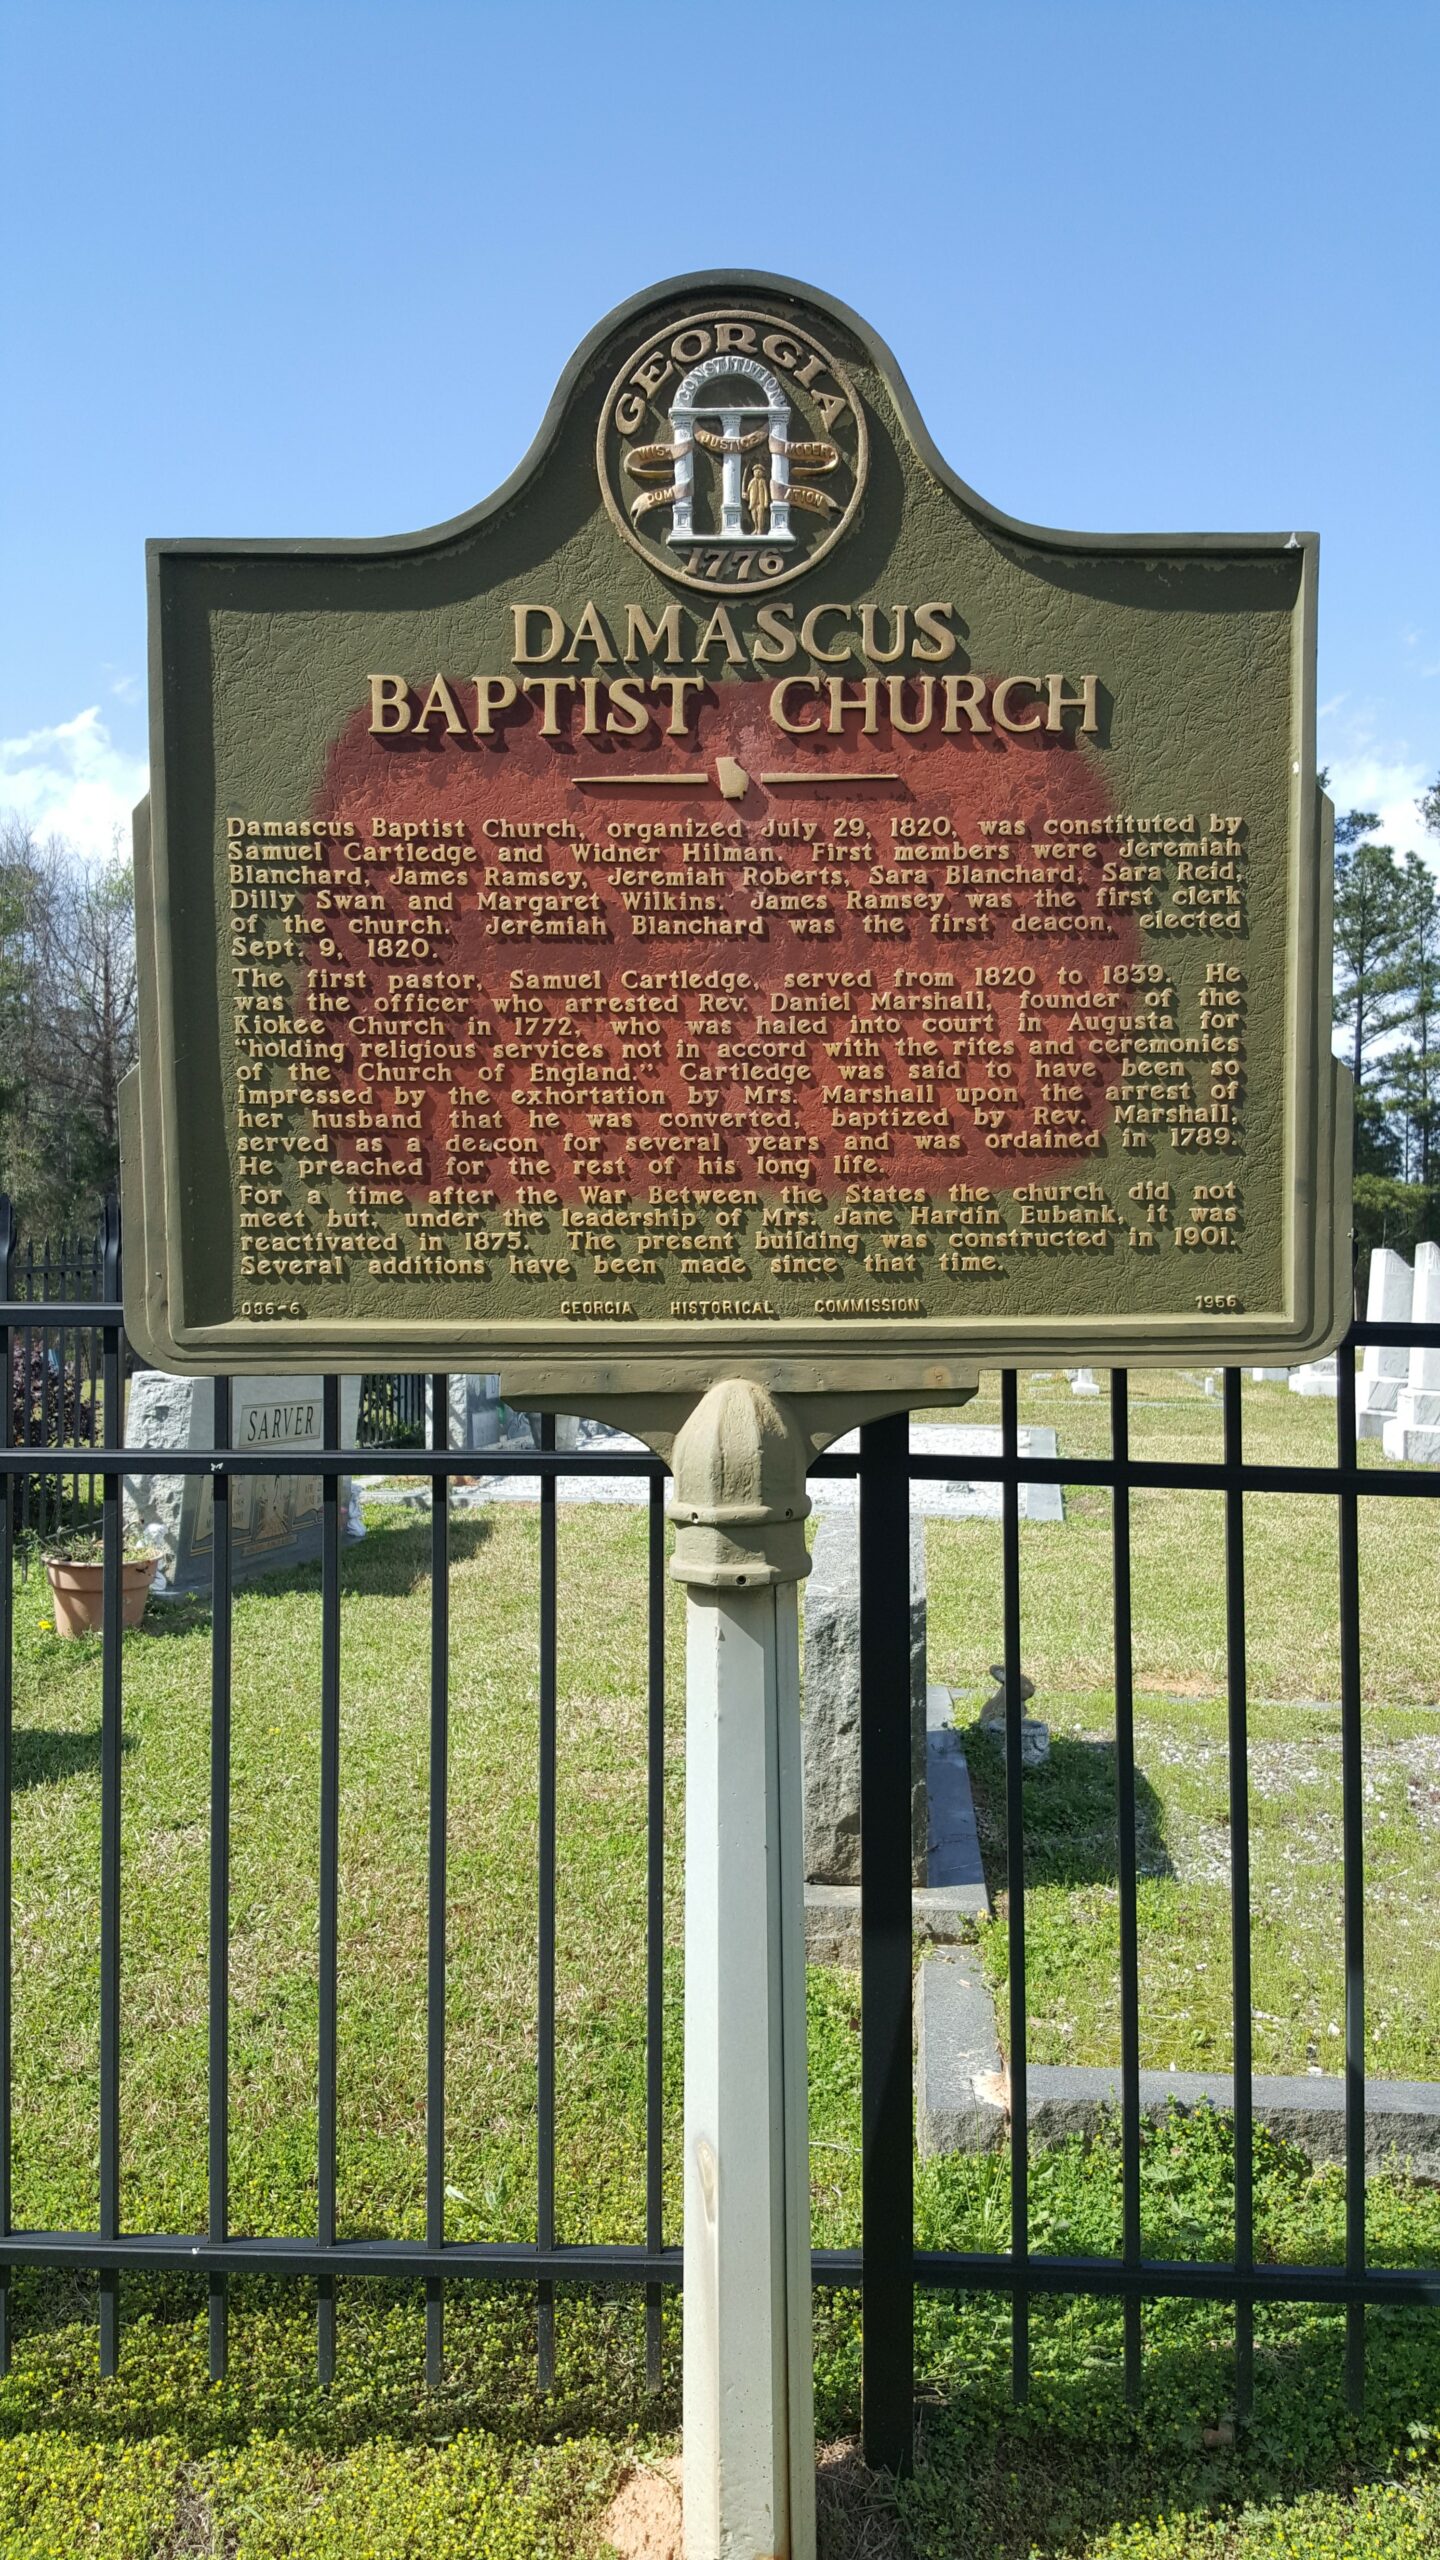 GEORGIA
CONSTITUTION
WIS- JUSTICE MODER-
DOM ATION
1776
DAMASCUS
BAPTIST CHURCH
Damascus Baptist Church, organized July 29, 1820, was constituted by
Samuel Cartledge and Widner Hilman. First members were Jeremiah
Blanchard, James Ramsey, Jeremiah Roberts, Sara Blanchard, Sara Reid,
Dilly Swan and Margaret Wilkins. James Ramsey was the first clerk
of the church. Jeremiah Blanchard was the first deacon, elected
Sept. 9, 1820.
The first pastor, Samuel Cartledge, served from 1820 to 1839. He
was the officer who arrested Rev. Daniel Marshall, founder of the
Kiokee Church in 1772, who was haled into court in Augusta for
“holding religious services not in accord with the rites and ceremonies
of the Church of England.” Cartledge was said to have been so
impressed by the exhortation by Mrs. Marshall upon the arrest of
her husband that he was converted, baptized by Rev. Marshall,
served as a deacon for several years and was ordained in 1789.
He preached for the rest of his long life.
For a time after the War Between the States the church did not
meet but, under the leadership of Mrs. Jane Hardin Eubank, it was
reactivated in 1875. The present building was constructed in 1901.
Several additions have been made since that time.
036-6 GEORGIA HISTORICAL COMMISSION 1956
SARVER